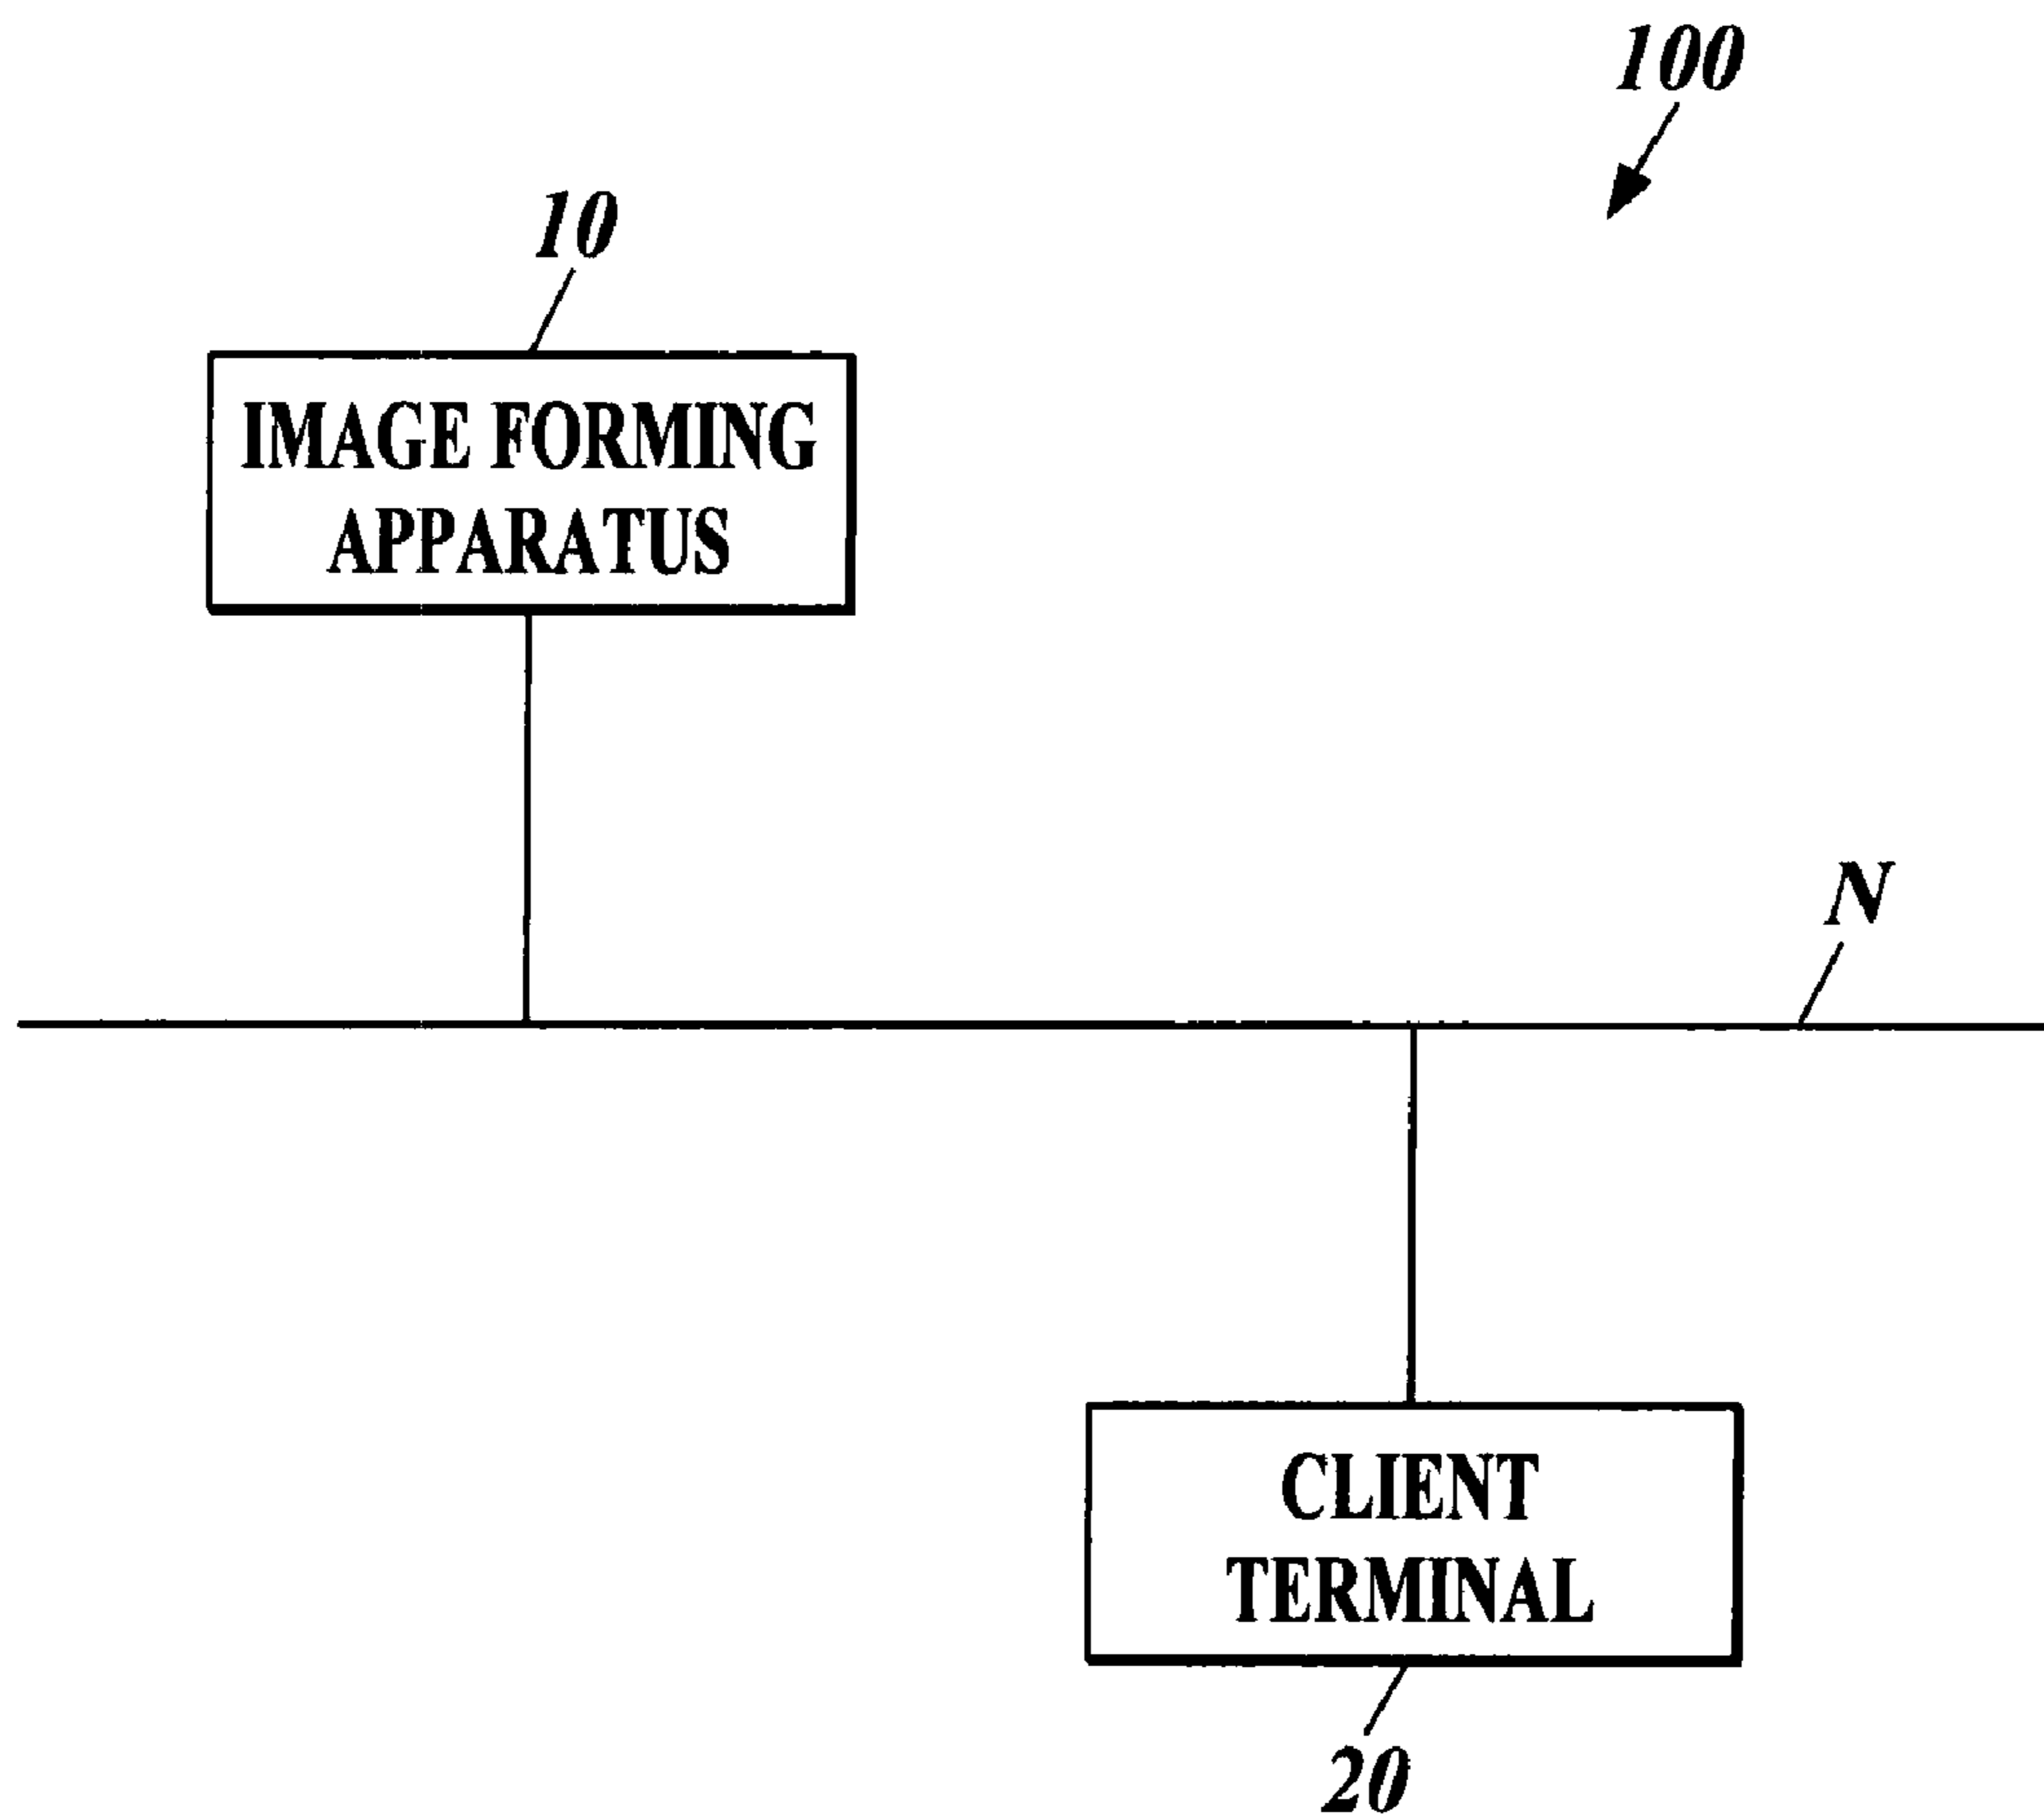 100
10
IMAGE FORMING
APPARATUS
N
CLIENT
TERMINAL
20